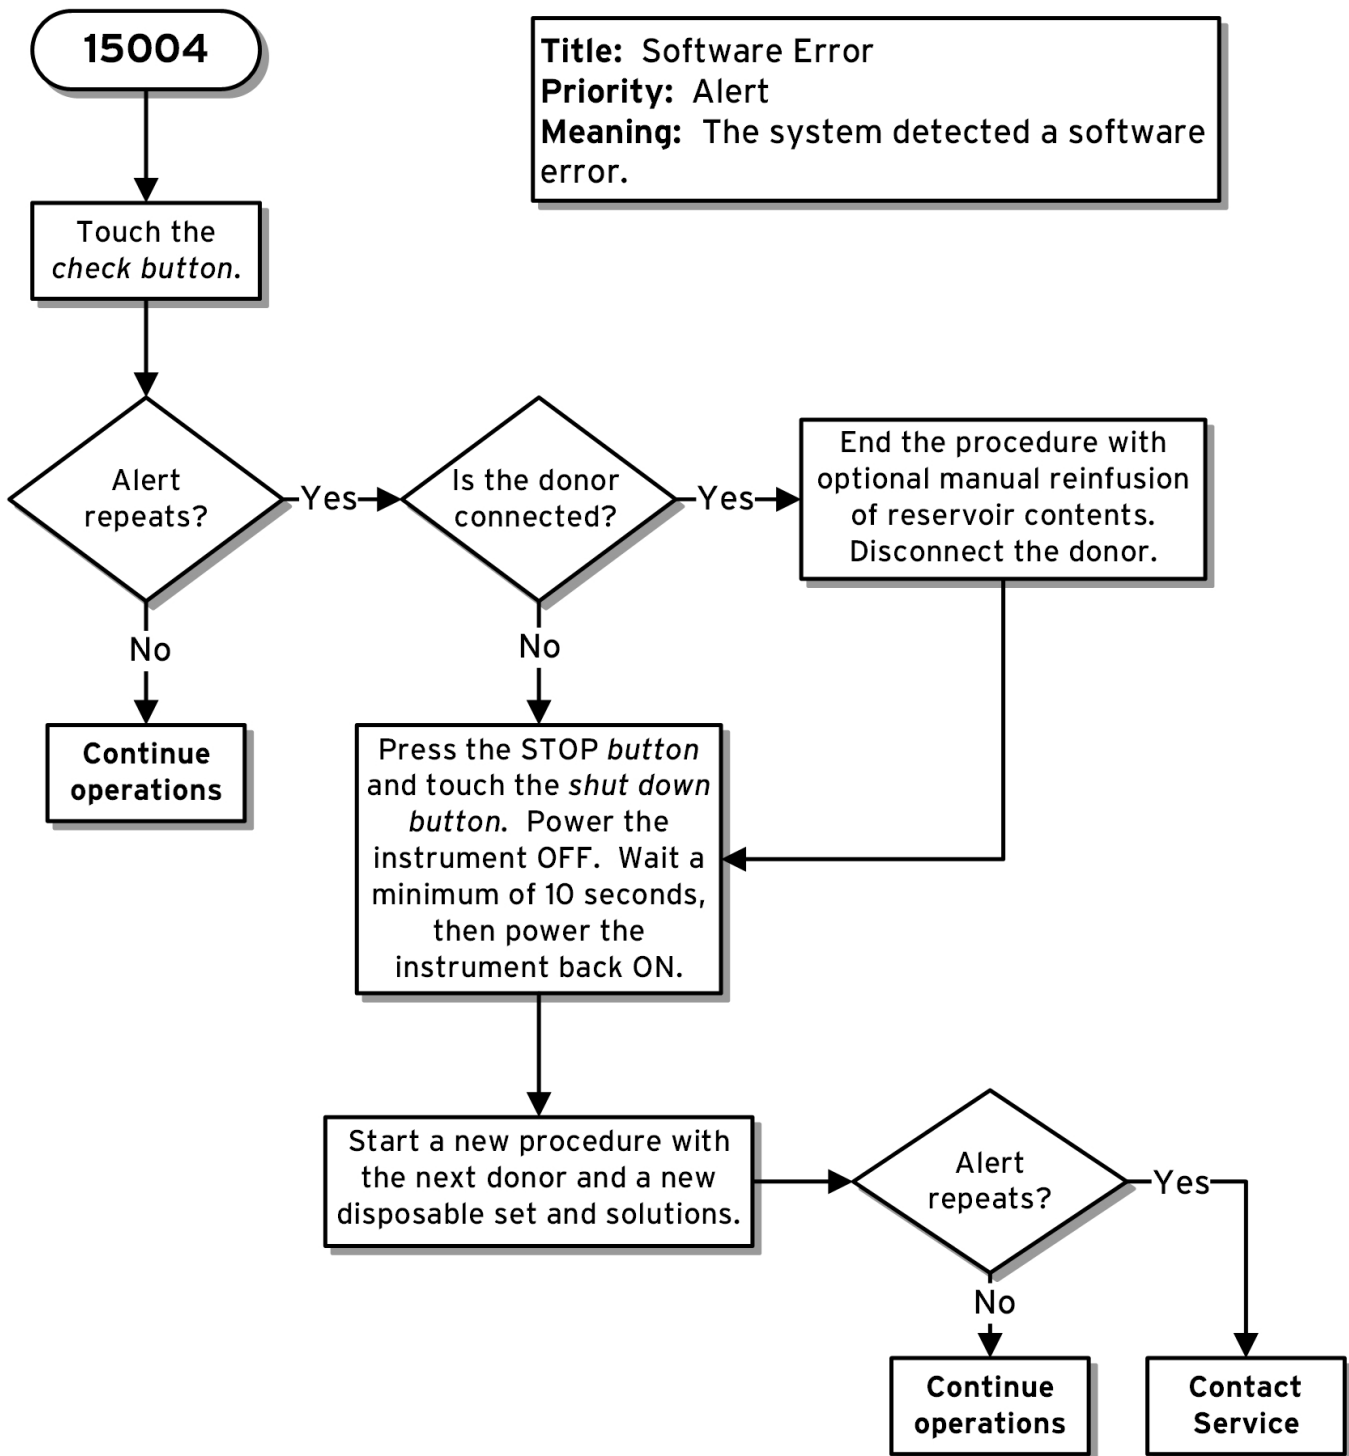 15004
Title: Software Error
Priority: Alert
Meaning: The system detected a software
error.
Touch the
check button.
Alert
repeats?
Yes
Is the donor
connected?
Yes
End the procedure with
optional manual reinfusion
of reservoir contents.
Disconnect the donor.
No
No
Continue
operations
Press the STOP button
and touch the shut down
button. Power the
instrument OFF. Wait a
minimum of 10 seconds,
then power the
instrument back ON.
Start a new procedure with
the next donor and a new
disposable set and solutions.
Alert
repeats?
Yes
No
Continue
operations
Contact
Service